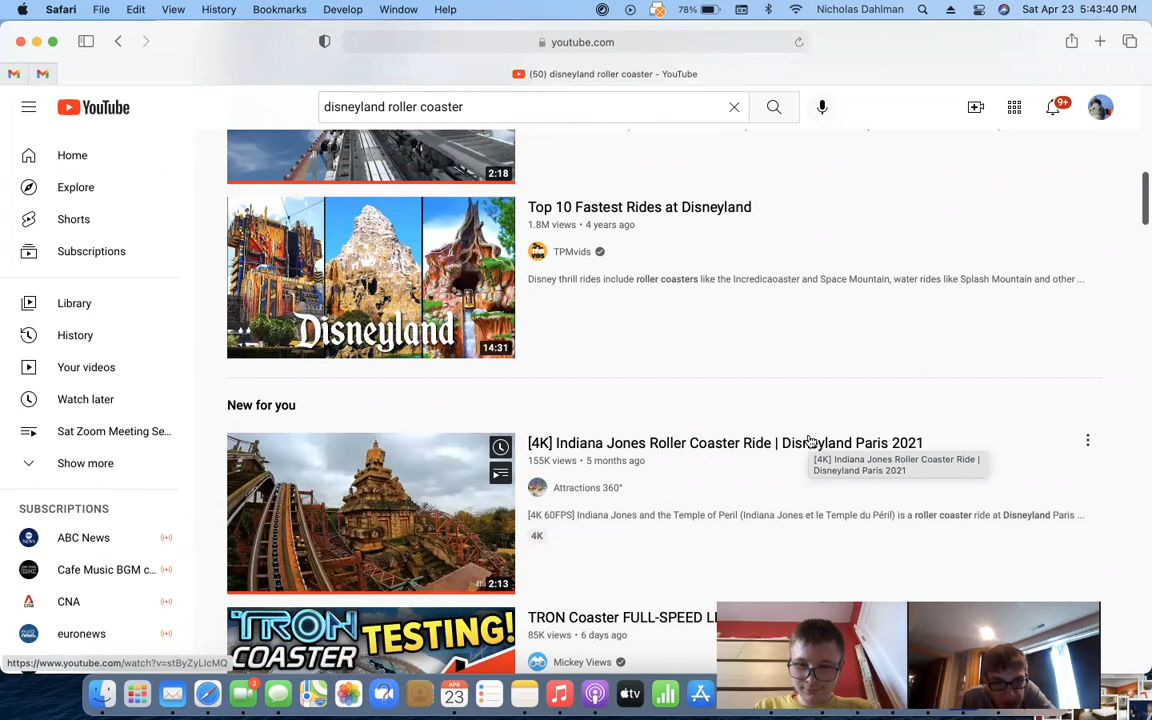 Safari File Edit View History Bookmarks Develop Window Help 78% Nicholas Dahlman Sat Apr 23 5:43:40 PM
youtube.com
(50) disneyland roller coaster - YouTube
YouTube
disneyland roller coaster
9+
Home
Explore
Shorts
Subscriptions
Library
History
Your videos
Watch later
Sat Zoom Meeting Se...
Show more
SUBSCRIPTIONS
ABC News
Cafe Music BGM c...
CNA
euronews
https://www.youtube.com/watch?v=stByZyLIcMQ
2:18
Disneyland
14:31
Top 10 Fastest Rides at Disneyland
1.8M views • 4 years ago
TPMvids
Disney thrill rides include roller coasters like the Incredicaoaster and Space Mountain, water rides like Splash Mountain and other ...
New for you
2:13
[4K] Indiana Jones Roller Coaster Ride | Disneyland Paris 2021
155K views • 5 months ago
[4K] Indiana Jones Roller Coaster Ride |
Disneyland Paris 2021
Attractions 360°
[4K 60FPS] Indiana Jones and the Temple of Peril (Indiana Jones et le Temple du Péril) is a roller coaster ride at Disneyland Paris ...
4K
TRON TESTING!
COASTER
TRON Coaster FULL-SPEED LI
85K views • 6 days ago
Mickey Views
2
APR
23
tv